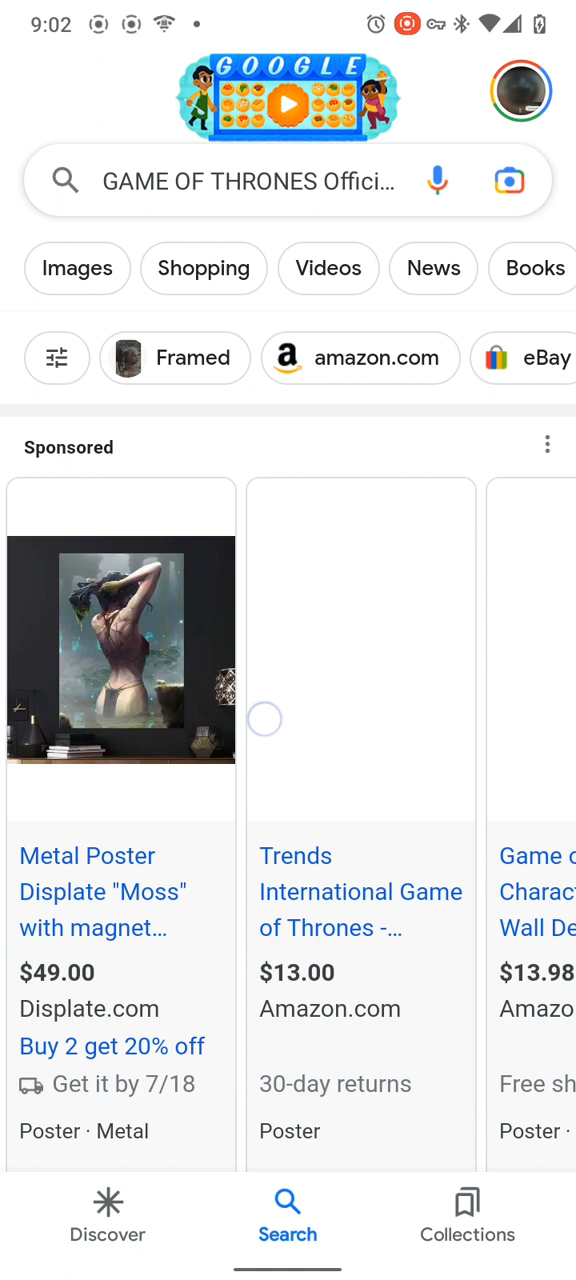 9:02
GOOGLE
GAME OF THRONES Offici...
Images
Shopping
Videos
News
Books
Framed
amazon.com
eBay
Sponsored
Metal Poster
Displate "Moss"
with magnet...
$49.00
Displate.com
Buy 2 get 20% off
Get it by 7/18
Poster · Metal
Trends
International Game
of Thrones -...
$13.00
Amazon.com
30-day returns
Poster
Game o
Charac
Wall De
$13.98
Amazo
Free sh
Poster ·
Discover
Search
Collections